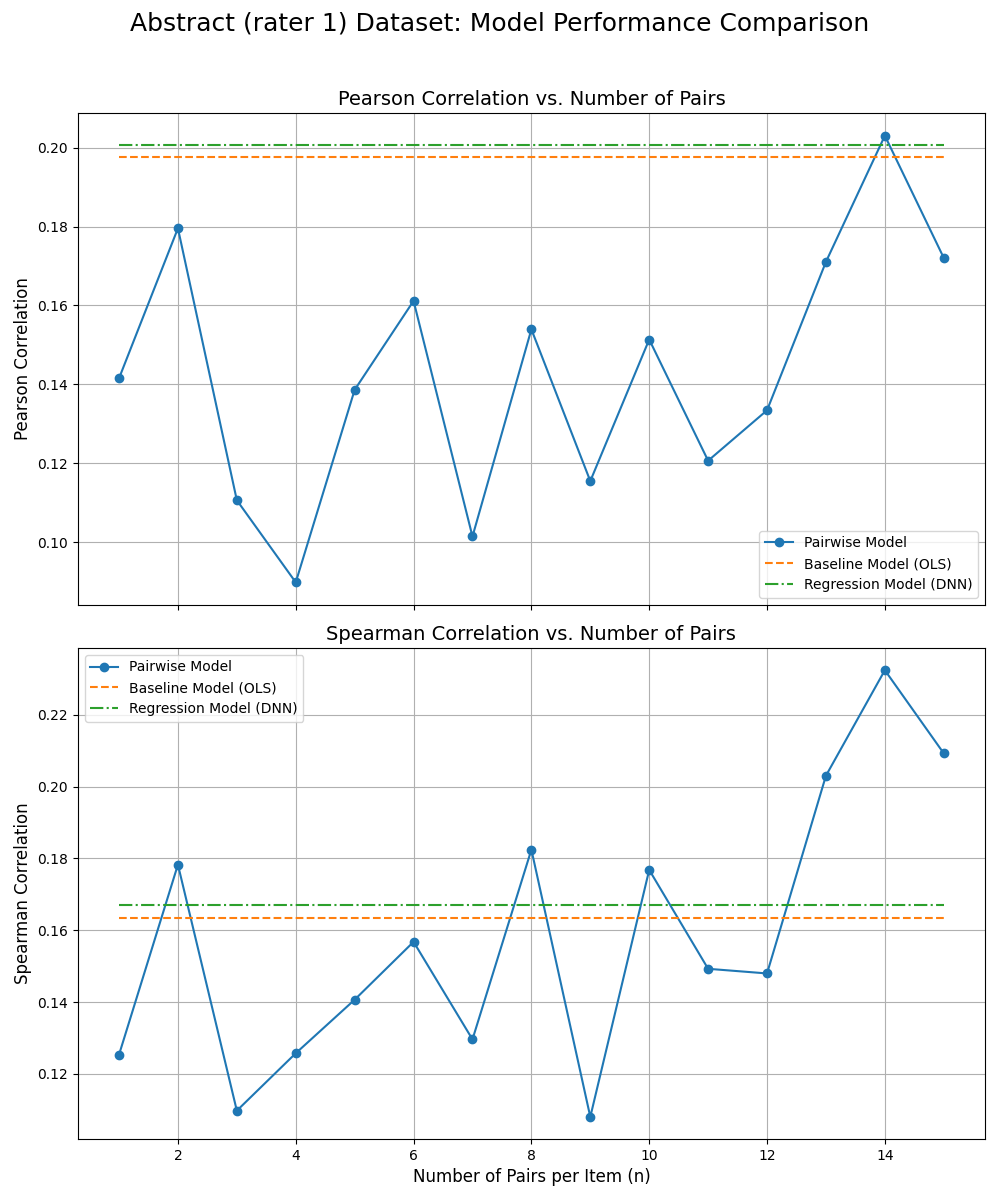 Abstract (rater 1) Dataset: Model Performance Comparison
Pearson Correlation vs. Number of Pairs
0.20
0.18
0.16
0.14
0.12
0.10
Pearson Correlation
Pairwise Model
Baseline Model (OLS)
Regression Model (DNN)
Spearman Correlation vs. Number of Pairs
Pairwise Model
Baseline Model (OLS)
Regression Model (DNN)
0.22
0.20
0.18
0.16
0.14
0.12
Spearman Correlation
2 4 6 8 10 12 14
Number of Pairs per Item (n)